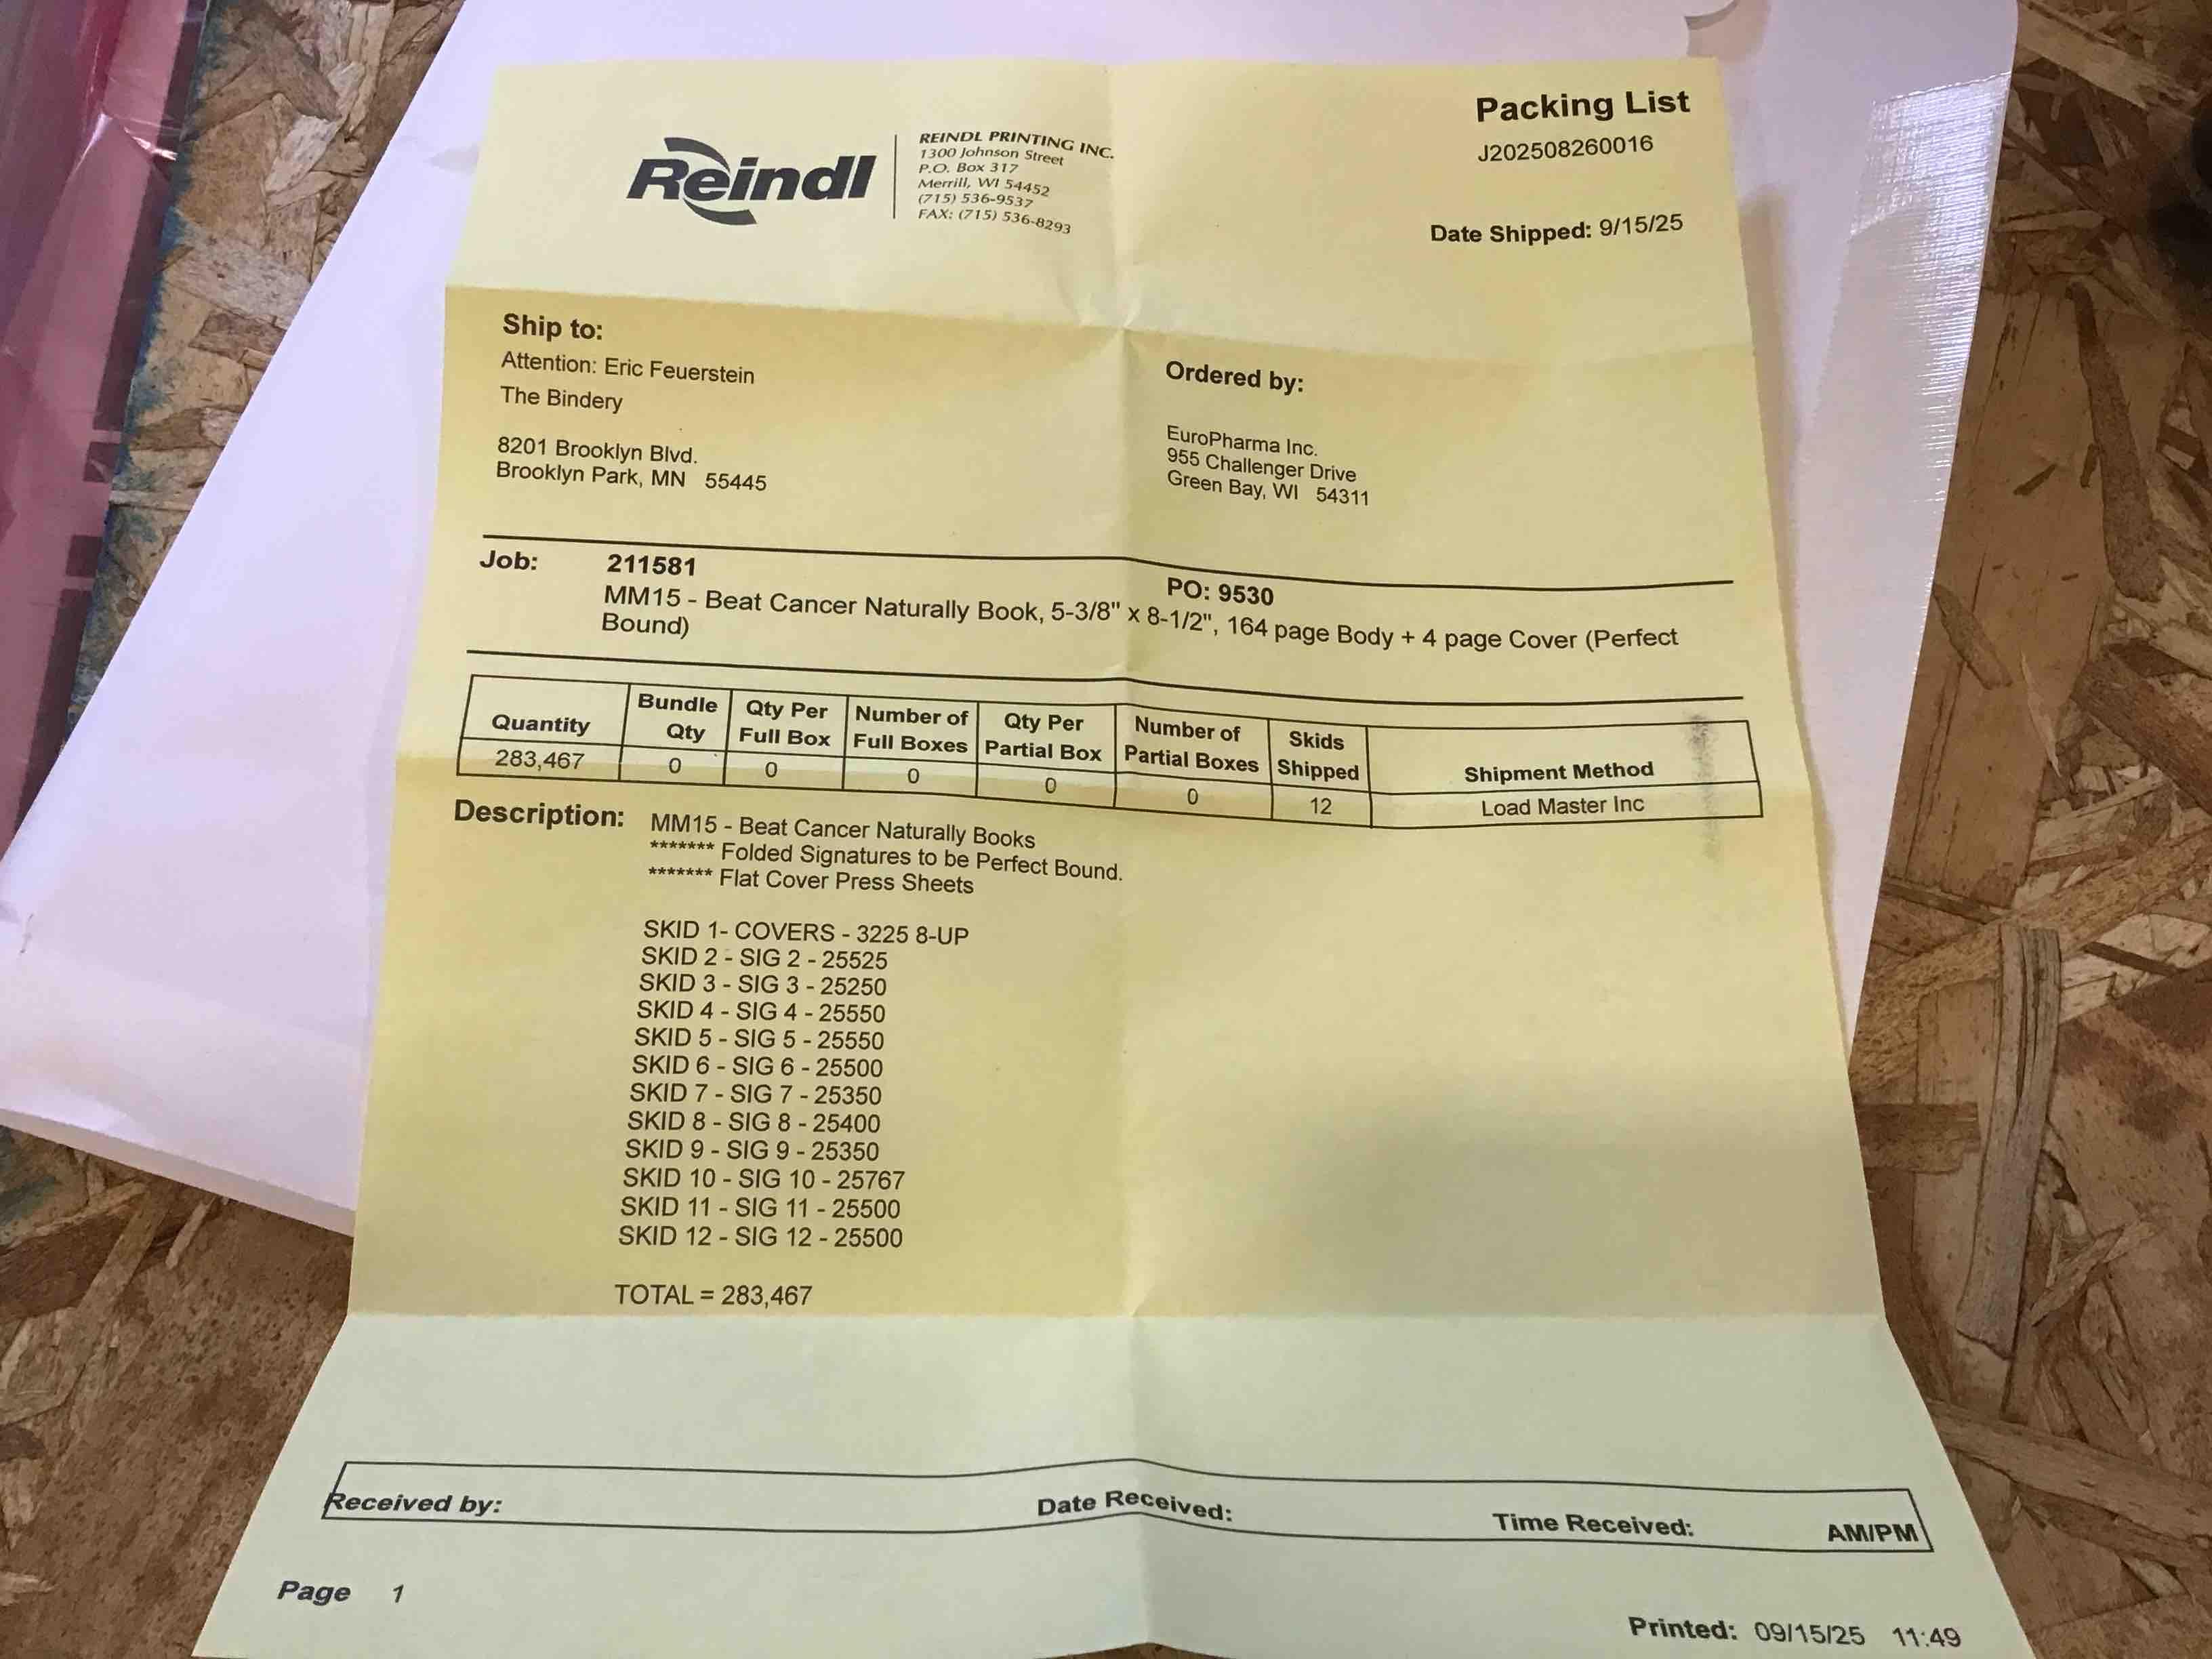 Reindl
REINDL PRINTING INC.
1300 Johnson Street
P.O. Box 317
Merrill, WI 54452
(715) 536-9537
FAX: (715) 536-8293
Packing List
J202508260016
Date Shipped: 9/15/25
Ship to:
Attention: Eric Feuerstein
The Bindery
8201 Brooklyn Blvd.
Brooklyn Park, MN 55445
Ordered by:
EuroPharma Inc.
955 Challenger Drive
Green Bay, WI 54311
Job: 211581 PO: 9530
MM15 - Beat Cancer Naturally Book, 5-3/8" x 8-1/2", 164 page Body + 4 page Cover (Perfect
Bound)
Quantity Bundle Qty Qty Per Full Box Number of Full Boxes Qty Per Partial Box Number of Partial Boxes Skids Shipped Shipment Method
283,467 0 0 0 0 0 12 Load Master Inc
Description: MM15 - Beat Cancer Naturally Books
******* Folded Signatures to be Perfect Bound.
******* Flat Cover Press Sheets
SKID 1- COVERS - 3225 8-UP
SKID 2 - SIG 2 - 25525
SKID 3 - SIG 3 - 25250
SKID 4 - SIG 4 - 25550
SKID 5 - SIG 5 - 25550
SKID 6 - SIG 6 - 25500
SKID 7 - SIG 7 - 25350
SKID 8 - SIG 8 - 25400
SKID 9 - SIG 9 - 25350
SKID 10 - SIG 10 - 25767
SKID 11 - SIG 11 - 25500
SKID 12 - SIG 12 - 25500
TOTAL = 283,467
Received by: Date Received: Time Received: AM/PM
Page 1
Printed: 09/15/25 11:49